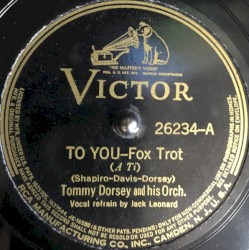 "HIS MASTER'S VOICE"
VICTOR
26234-A
TO YOU—Fox Trot
(A Ti)
(Shapiro-Davis-Dorsey)
Tommy Dorsey and his Orch.
Vocal refrain by Jack Leonard
RCA MANUFACTURING CO., INC., CAMDEN, N. J., U. S. A.